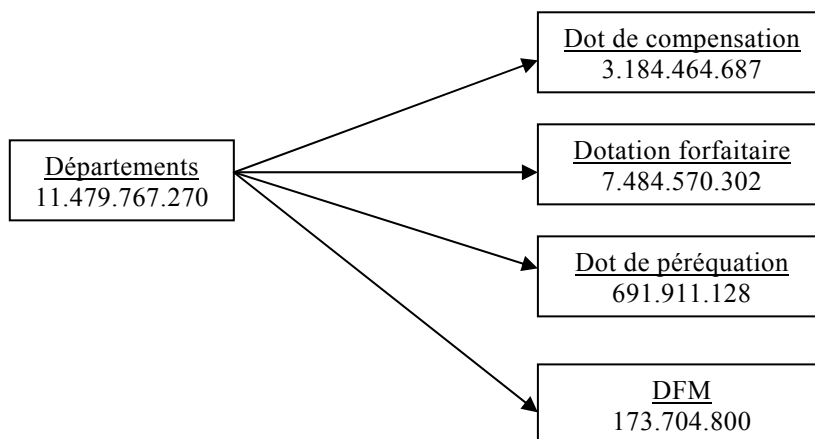 Départements
11.479.767.270
Dot de compensation
3.184.464.687
Dotation forfaitaire
7.484.570.302
Dot de péréquation
691.911.128
DFM
173.704.800